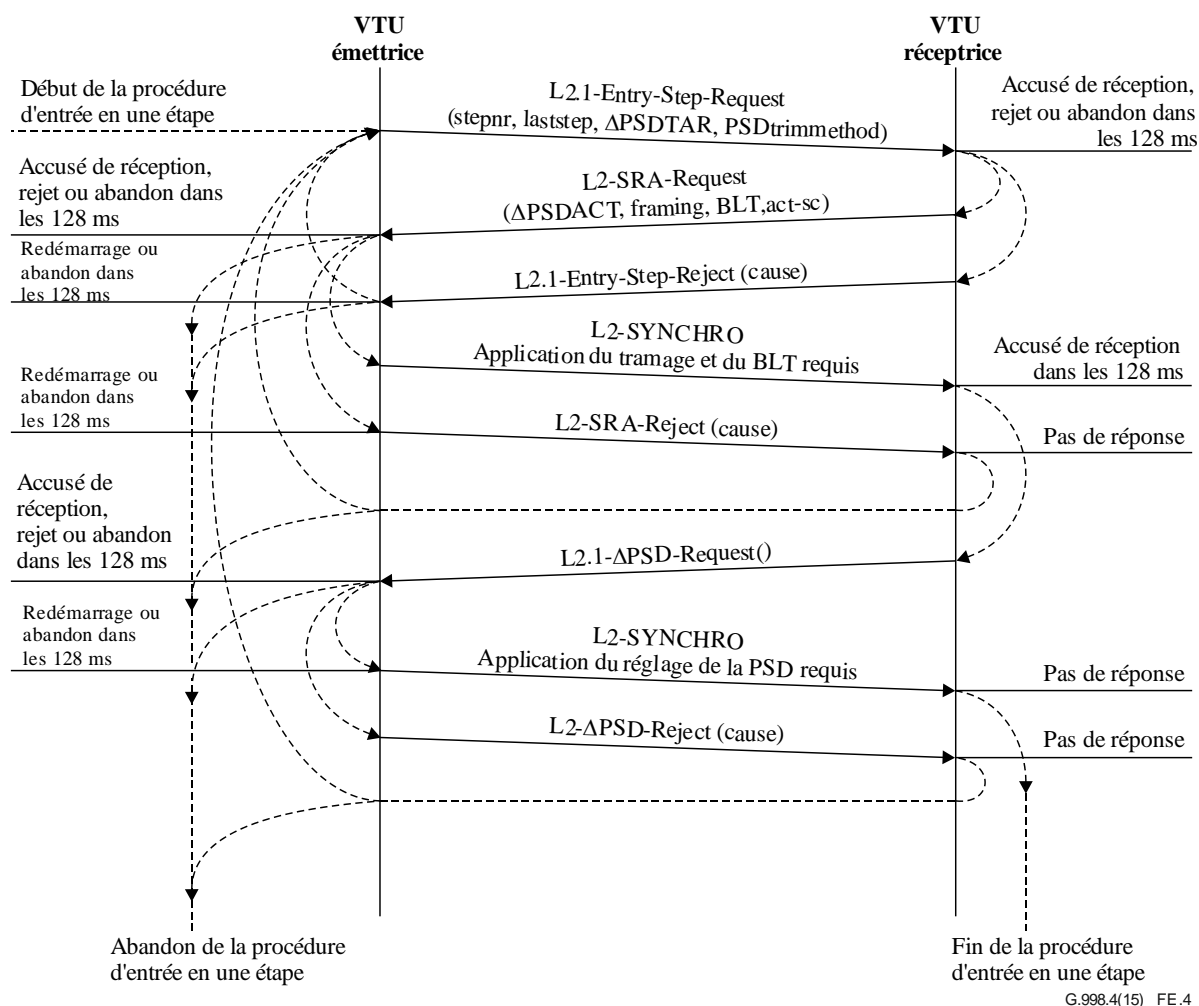 VTU
émettrice
VTU
réceptrice
Début de la procédure
d'entrée en une étape
L2.1-Entry-Step-Request
(stepnr, laststep, ΔPSDTAR, PSDtrimmethod)
Accusé de réception,
rejet ou abandon dans
les 128 ms
Accusé de réception,
rejet ou abandon dans
les 128 ms
L2-SRA-Request
(ΔPSDACT, framing, BLT,act-sc)
Redémarrage ou
abandon dans
les 128 ms
L2.1-Entry-Step-Reject (cause)
L2-SYNCHRO
Application du tramage et du BLT requis
Accusé de réception
dans les 128 ms
Redémarrage ou
abandon dans
les 128 ms
L2-SRA-Reject (cause)
Pas de réponse
Accusé de
réception,
rejet ou abandon
dans les 128 ms
L2.1-ΔPSD-Request()
Redémarrage ou
abandon dans
les 128 ms
L2-SYNCHRO
Application du réglage de la PSD requis
Pas de réponse
L2-ΔPSD-Reject (cause)
Pas de réponse
Abandon de la procédure
d'entrée en une étape
Fin de la procédure
d'entrée en une étape
G.998.4(15)_FE.4